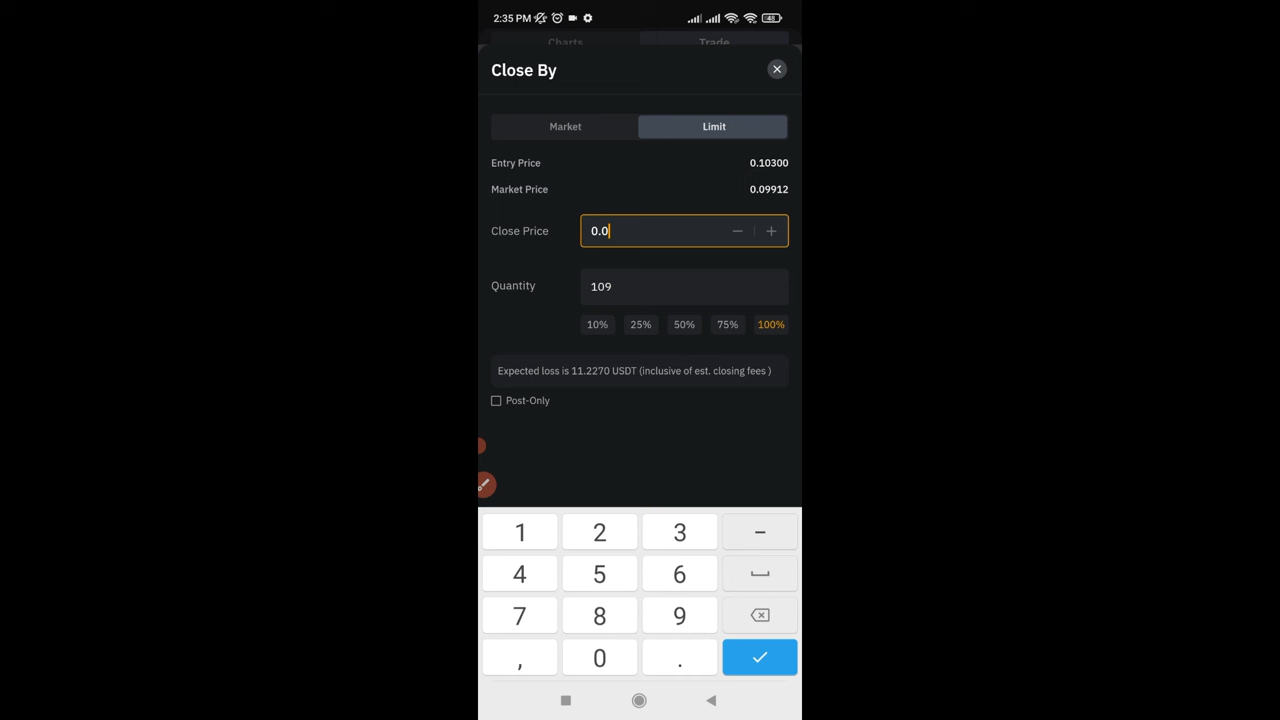 2:35 PM
48
Charts Trade
Close By
Market Limit
Entry Price 0.10300
Market Price 0.09912
Close Price 0.0
Quantity 109
10% 25% 50% 75% 100%
Expected loss is 11.2270 USDT (inclusive of est. closing fees )
Post-Only
1 2 3 -
4 5 6
7 8 9
, 0 .